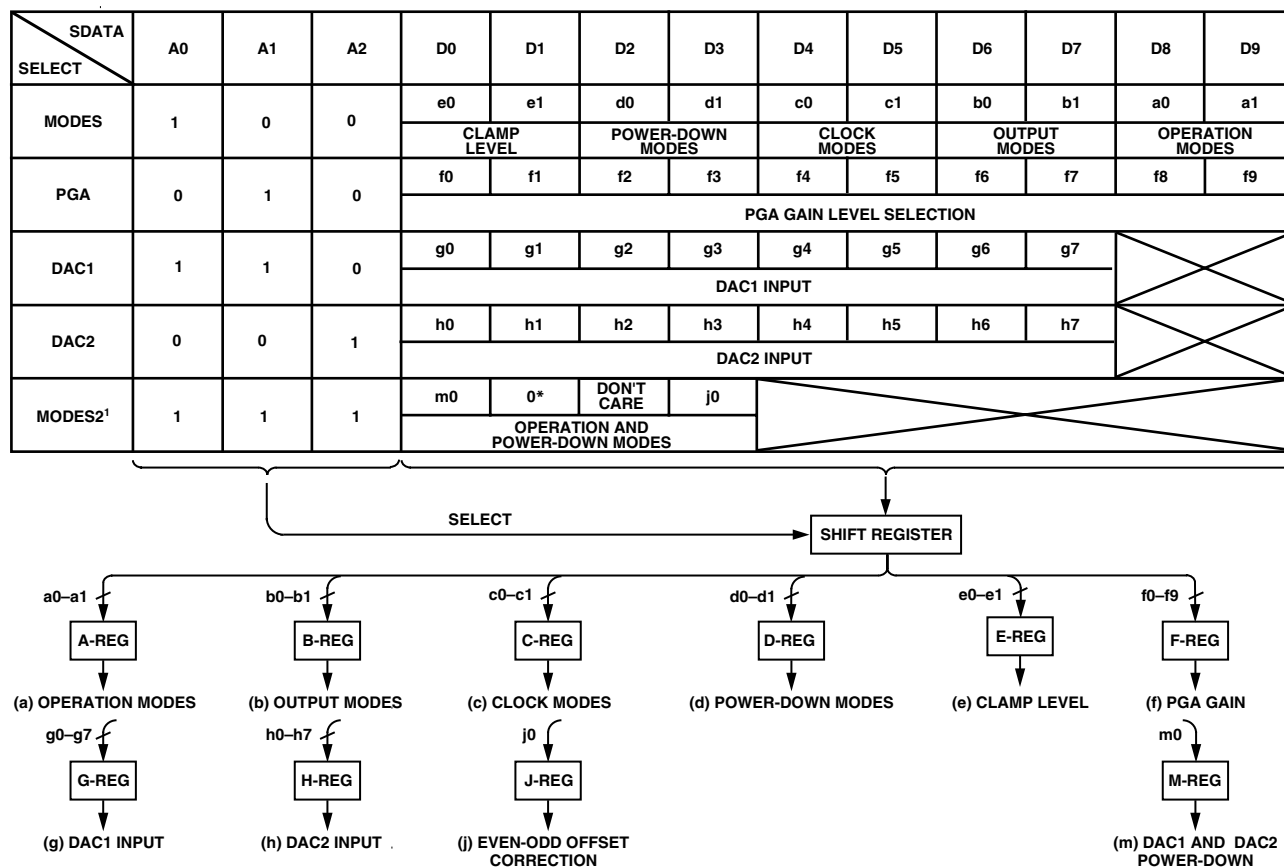 SDATA
SELECT
A0 A1 A2 D0 D1 D2 D3 D4 D5 D6 D7 D8 D9
MODES 1 0 0 e0 e1 d0 d1 c0 c1 b0 b1 a0 a1
CLAMP LEVEL POWER-DOWN MODES CLOCK MODES OUTPUT MODES OPERATION MODES
PGA 0 1 0 f0 f1 f2 f3 f4 f5 f6 f7 f8 f9
PGA GAIN LEVEL SELECTION
DAC1 1 1 0 g0 g1 g2 g3 g4 g5 g6 g7
DAC1 INPUT
DAC2 0 0 1 h0 h1 h2 h3 h4 h5 h6 h7
DAC2 INPUT
MODES2¹ 1 1 1 m0 0* DON'T CARE j0
OPERATION AND
POWER-DOWN MODES
SELECT
SHIFT REGISTER
a0–a1 b0–b1 c0–c1 d0–d1 e0–e1 f0–f9
A-REG B-REG C-REG D-REG E-REG F-REG
(a) OPERATION MODES (b) OUTPUT MODES (c) CLOCK MODES (d) POWER-DOWN MODES (e) CLAMP LEVEL (f) PGA GAIN
g0–g7 h0–h7 j0 m0
G-REG H-REG J-REG M-REG
(g) DAC1 INPUT (h) DAC2 INPUT (j) EVEN-ODD OFFSET (m) DAC1 AND DAC2
CORRECTION POWER-DOWN